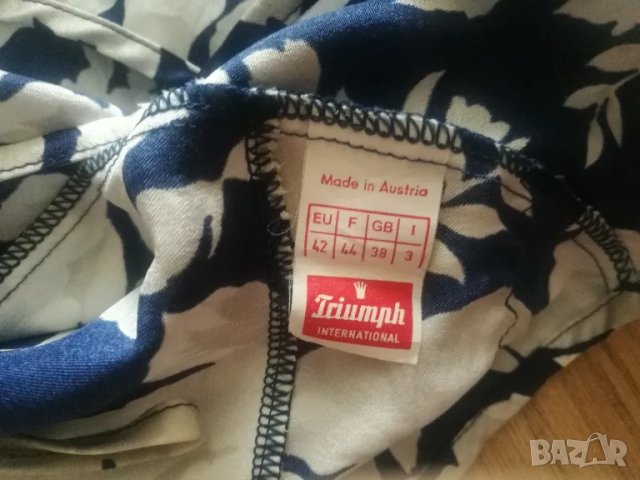 Made in Austria
EU F GB I
42 44 38 3
Triumph
INTERNATIONAL
BAZAR